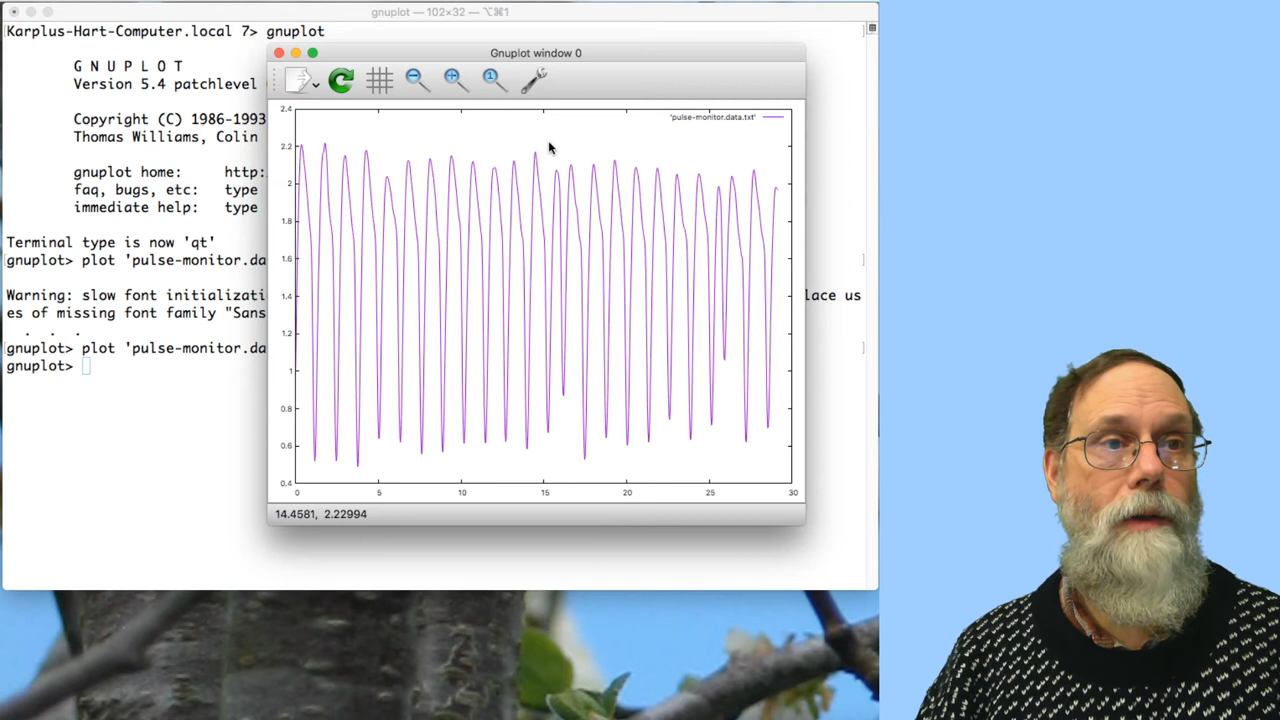 gnuplot — 102×32 — ⌥⌘1
Karplus-Hart-Computer.local 7> gnuplot
G N U P L O T
Version 5.4 patchlevel
Copyright (C) 1986-1993
Thomas Williams, Colin
gnuplot home: http:
faq, bugs, etc: type
immediate help: type
Terminal type is now 'qt'
gnuplot> plot 'pulse-monitor.da
Warning: slow font initializati lace us
es of missing font family "Sans
. . .
gnuplot> plot 'pulse-monitor.da
gnuplot>
Gnuplot window 0
1
'pulse-monitor.data.txt'
2.4
2.2
2
1.8
1.6
1.4
1.2
1
0.8
0.6
0.4
0 5 10 15 20 25 30
14.4581, 2.22994